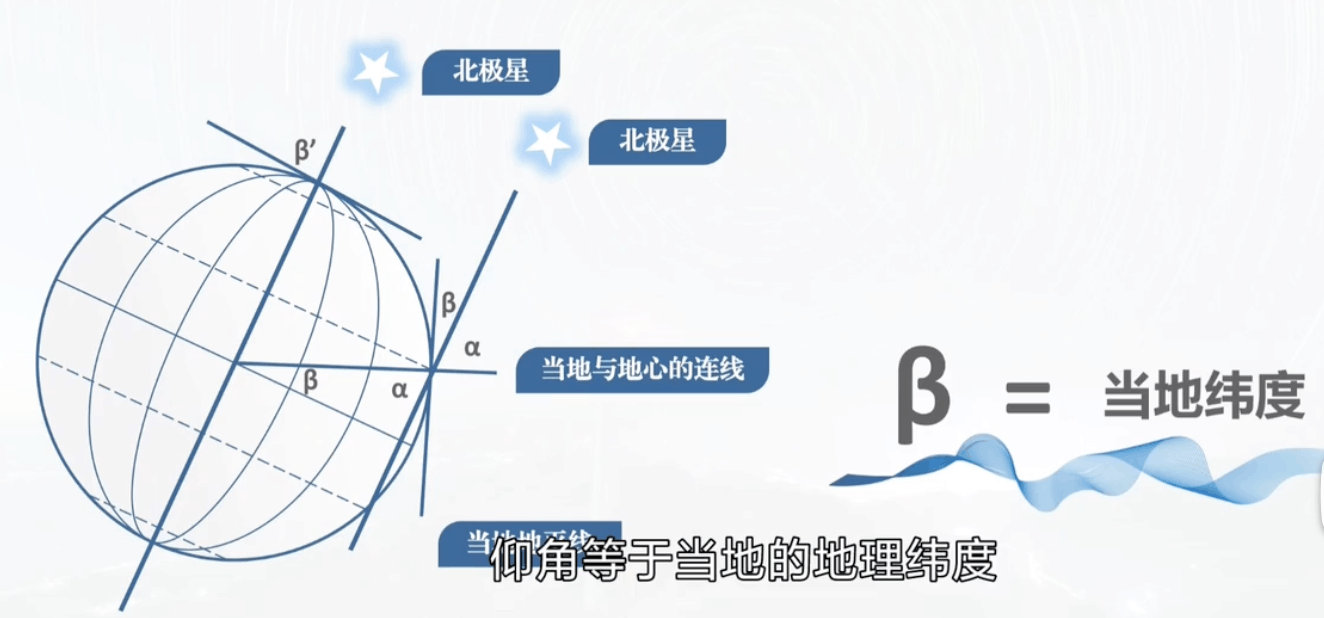 北极星
北极星
β’
β
α
当地与地心的连线
β
α
β = 当地纬度
当地地平线
仰角等于当地的地理纬度